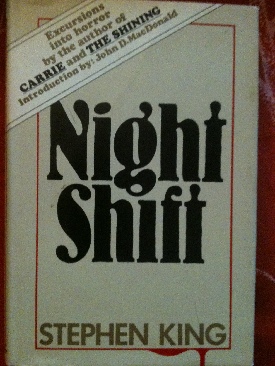 Excursions
into horror
by the author of
CARRIE and THE SHINING
Introduction by: John D. MacDonald
Night
Shift
STEPHEN KING